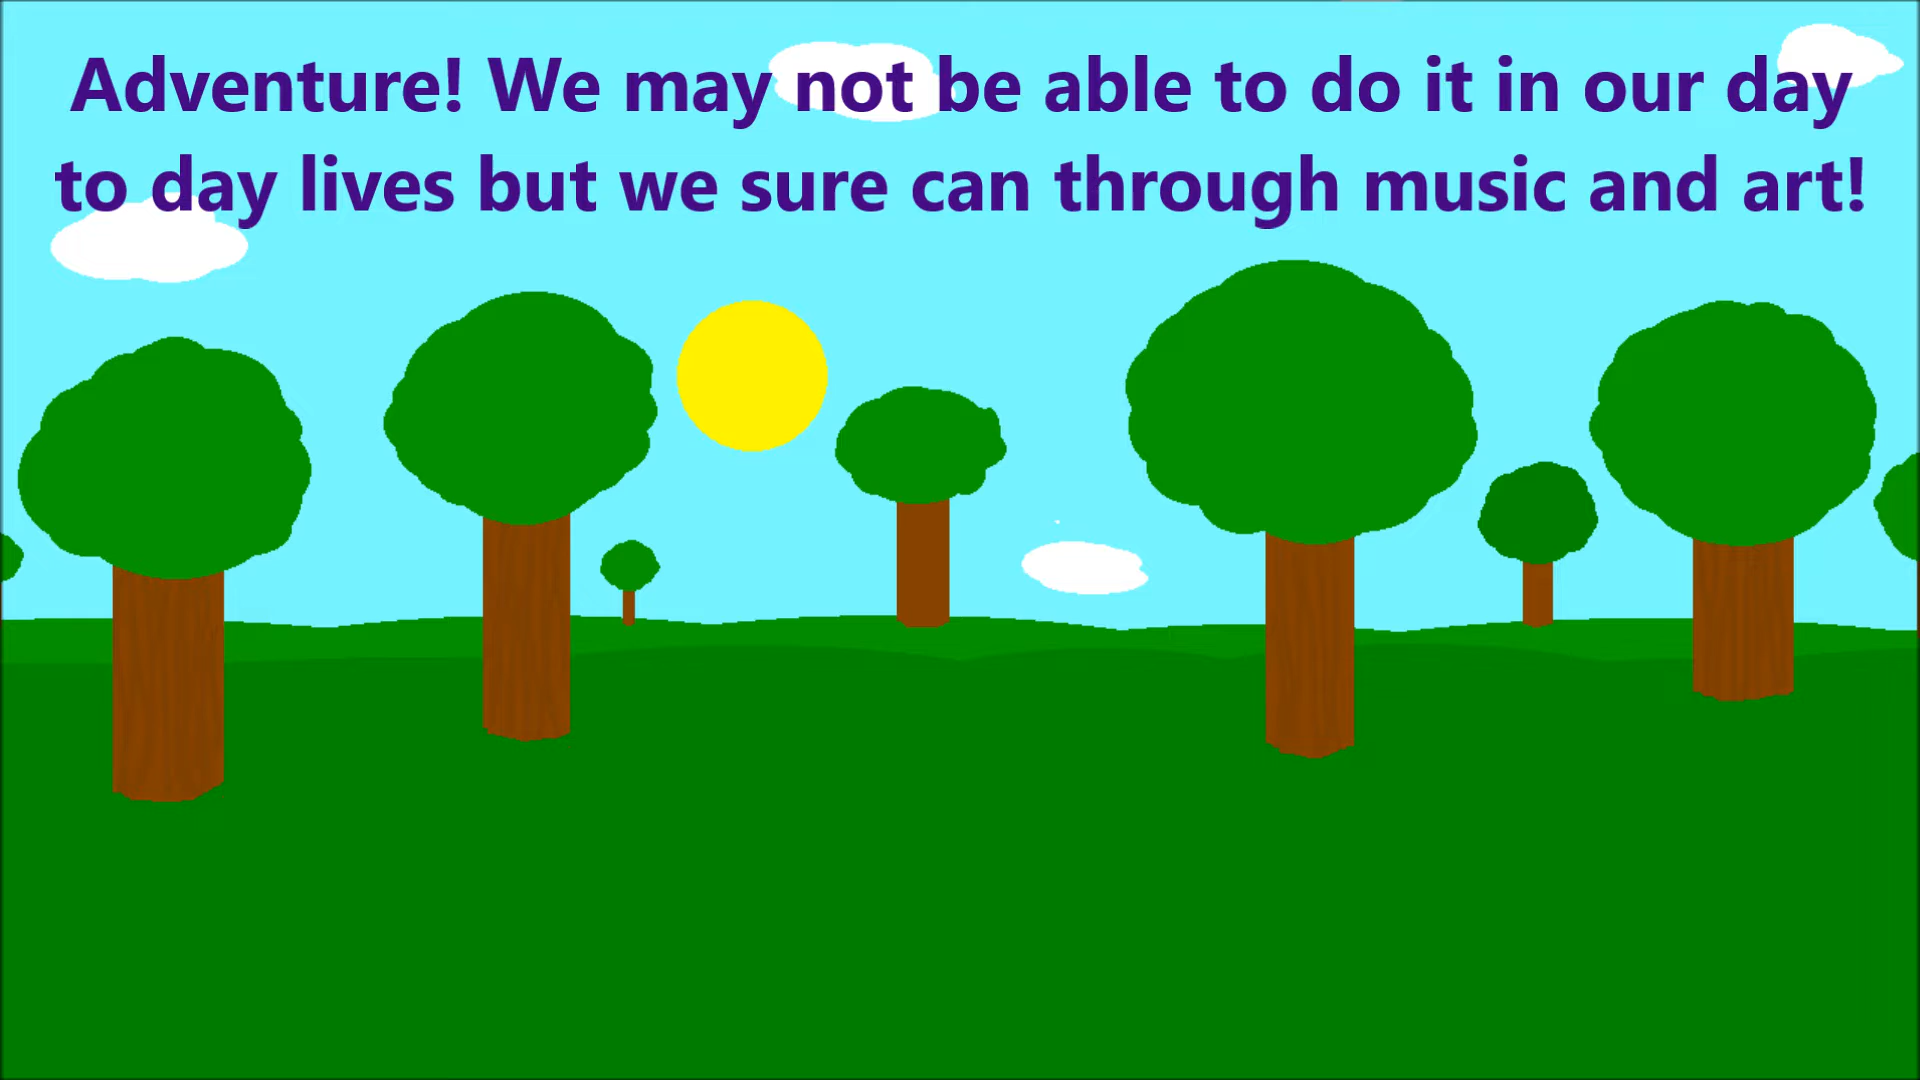 Adventure! We may not be able to do it in our day
to day lives but we sure can through music and art!